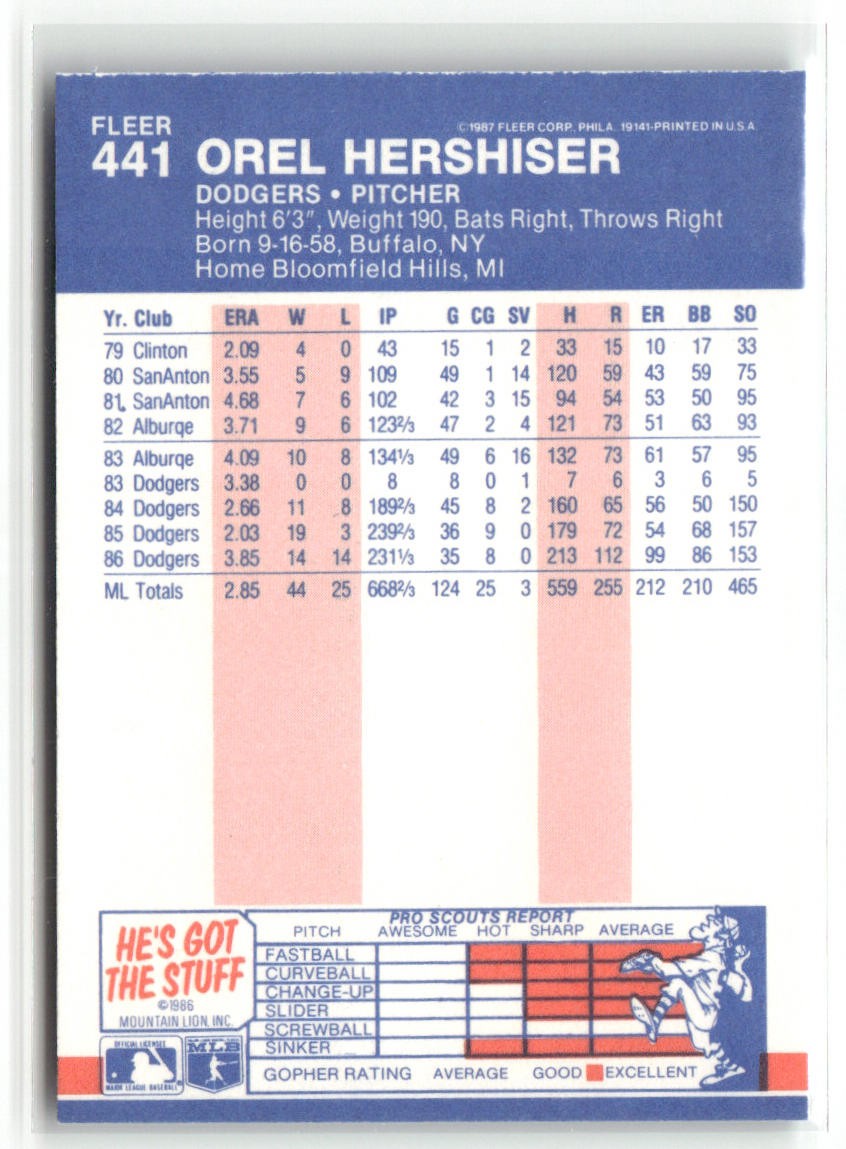 FLEER ©1987 FLEER CORP. PHILA. 19141-PRINTED IN U.S.A.
441 OREL HERSHISER
DODGERS • PITCHER
Height 6'3", Weight 190, Bats Right, Throws Right
Born 9-16-58, Buffalo, NY
Home Bloomfield Hills, MI
Yr. Club ERA W L IP G CG SV H R ER BB SO
79 Clinton 2.09 4 0 43 15 1 2 33 15 10 17 33
80 SanAnton 3.55 5 9 109 49 1 14 120 59 43 59 75
81 SanAnton 4.68 7 6 102 42 3 15 94 54 53 50 95
82 Alburqe 3.71 9 6 123⅔ 47 2 4 121 73 51 63 93
83 Alburqe 4.09 10 8 134⅓ 49 6 16 132 73 61 57 95
83 Dodgers 3.38 0 0 8 8 0 1 7 6 3 6 5
84 Dodgers 2.66 11 8 189⅔ 45 8 2 160 65 56 50 150
85 Dodgers 2.03 19 3 239⅔ 36 9 0 179 72 54 68 157
86 Dodgers 3.85 14 14 231⅓ 35 8 0 213 112 99 86 153
ML Totals 2.85 44 25 668⅔ 124 25 3 559 255 212 210 465
HE'S GOT
THE STUFF
©1986
MOUNTAIN LION, INC.
OFFICIAL LICENSEE
MAJOR LEAGUE BASEBALL
MLB
PRO SCOUTS REPORT
PITCH AWESOME HOT SHARP AVERAGE
FASTBALL
CURVEBALL
CHANGE-UP
SLIDER
SCREWBALL
SINKER
GOPHER RATING AVERAGE GOOD EXCELLENT